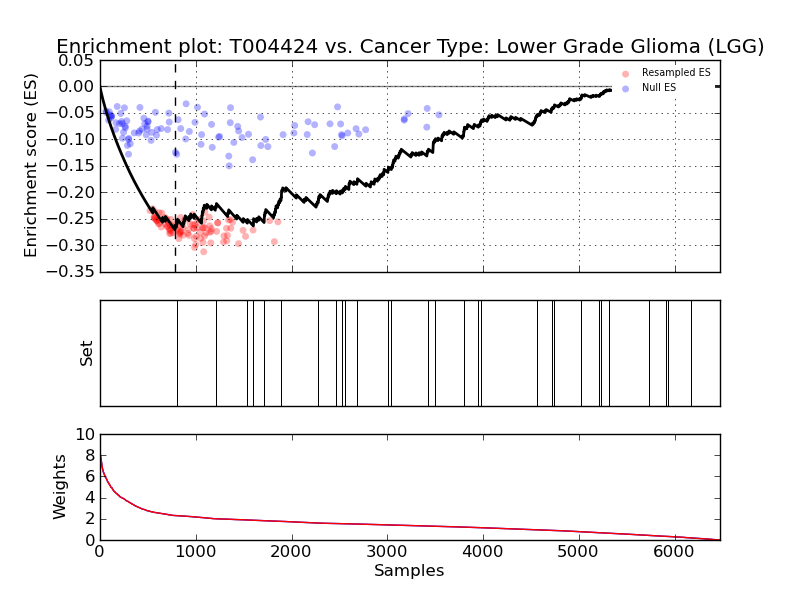 Enrichment plot: T004424 vs. Cancer Type: Lower Grade Glioma (LGG)
Enrichment score (ES)
0.05
0.00
−0.05
−0.10
−0.15
−0.20
−0.25
−0.30
−0.35
Resampled ES
Null ES
Set
Weights
10
8
6
4
2
0
0 1000 2000 3000 4000 5000 6000
Samples